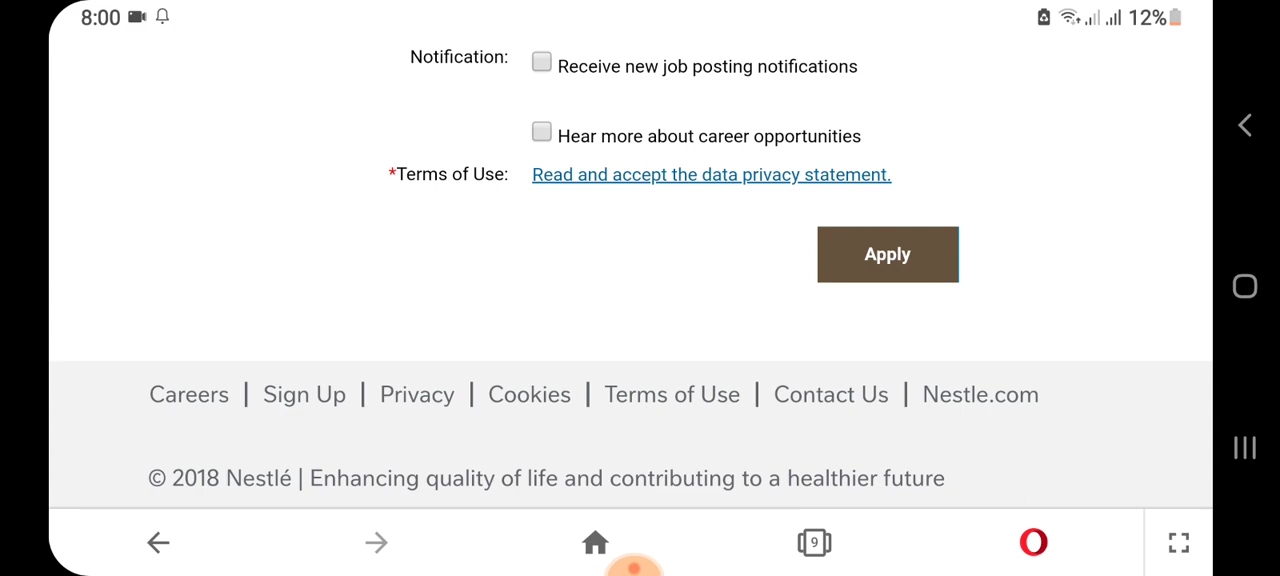 8:00 12%
Notification: Receive new job posting notifications
Hear more about career opportunities
*Terms of Use: Read and accept the data privacy statement.
Apply
Careers | Sign Up | Privacy | Cookies | Terms of Use | Contact Us | Nestle.com
© 2018 Nestlé | Enhancing quality of life and contributing to a healthier future
9